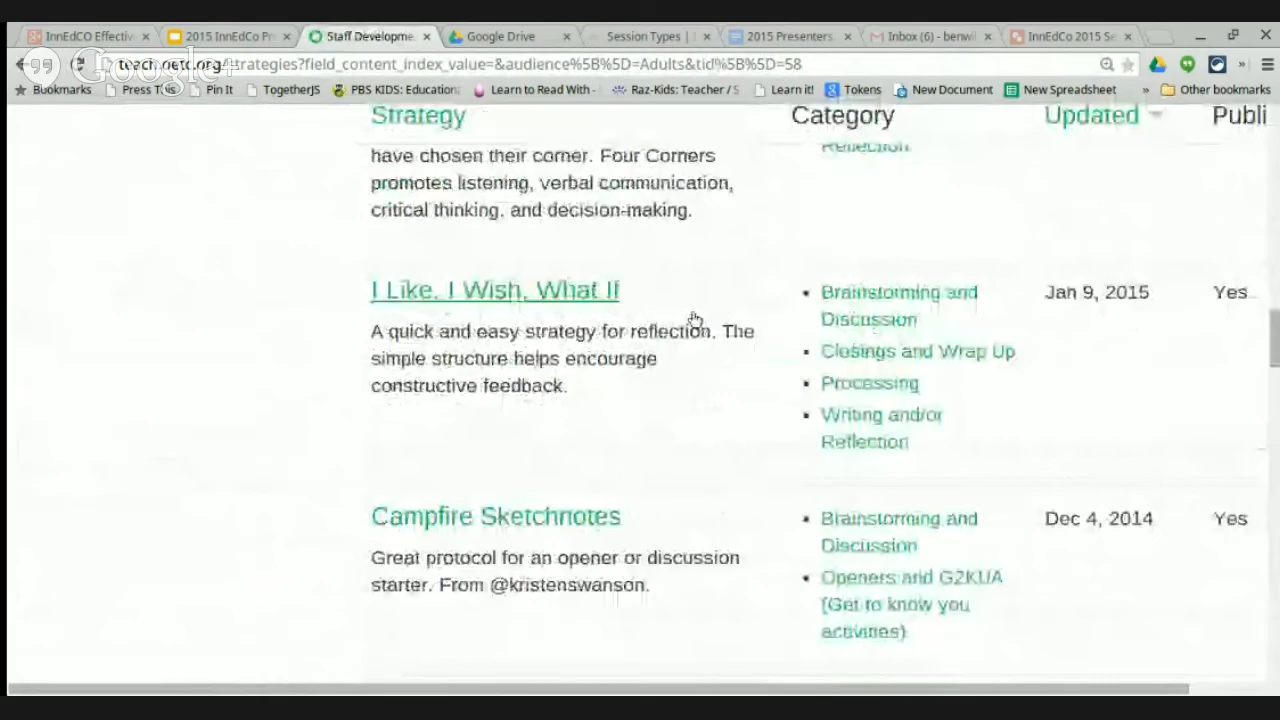 InnEdCO Effectiv
2015 InnEdCo Pr
Staff Developme
Google Drive
Session Types |
2015 Presenters
Inbox (6) - benwil
InnEdCO 2015 Se
Google+
/strategies?field_content_index_value=&audience%5B%5D=Adults&tid%5B%5D=58
Bookmarks
Press This
Pin It
TogetherJS
PBS KIDS: Education
Learn to Read With -
Raz-Kids: Teacher / S
Learn it!
Tokens
New Document
New Spreadsheet
»
Other bookmarks
Strategy
Category
Updated
Publi
Reflection
have chosen their corner. Four Corners
promotes listening, verbal communication,
critical thinking, and decision-making.
I Like, I Wish, What If
A quick and easy strategy for reflection. The
simple structure helps encourage
constructive feedback.
Brainstorming and
Discussion
Closings and Wrap Up
Processing
Writing and/or
Reflection
Jan 9, 2015
Yes
Campfire Sketchnotes
Great protocol for an opener or discussion
starter. From @kristenswanson.
Brainstorming and
Discussion
Openers and G2KUA
(Get to know you
activities)
Dec 4, 2014
Yes